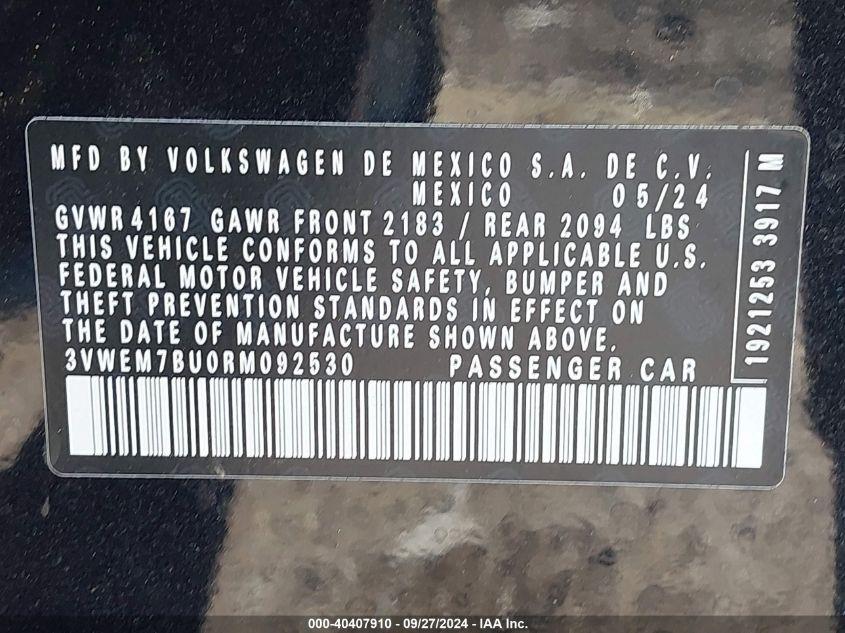 MFD BY VOLKSWAGEN DE MEXICO S.A. DE C.V.
MEXICO 05/24
GVWR 4167 GAWR FRONT 2183 / REAR 2094 LBS
THIS VEHICLE CONFORMS TO ALL APPLICABLE U.S.
FEDERAL MOTOR VEHICLE SAFETY, BUMPER AND
THEFT PREVENTION STANDARDS IN EFFECT ON
THE DATE OF MANUFACTURE SHOWN ABOVE.
3VWEM7BU0RM092530 PASSENGER CAR
1921253 3917 M
000-40407910 - 09/27/2024 - IAA Inc.